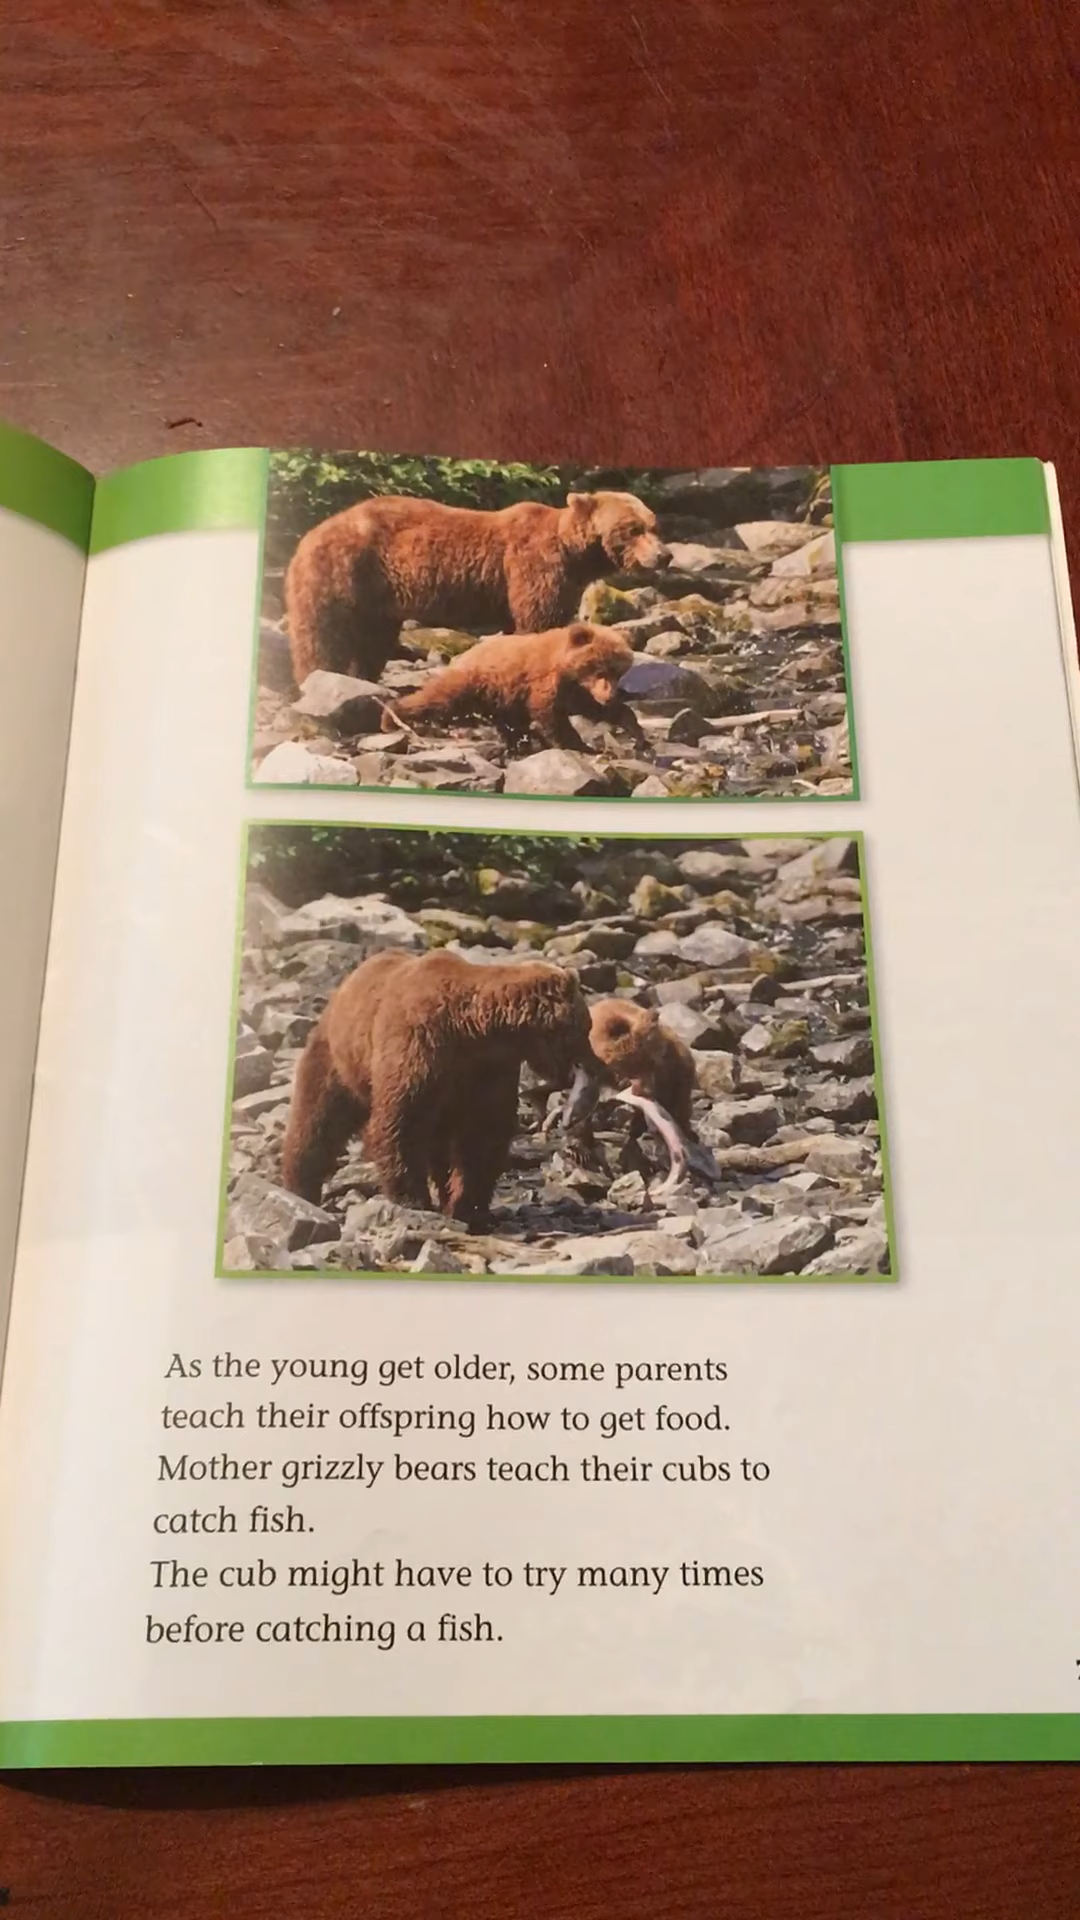 As the young get older, some parents
teach their offspring how to get food.
Mother grizzly bears teach their cubs to
catch fish.
The cub might have to try many times
before catching a fish.